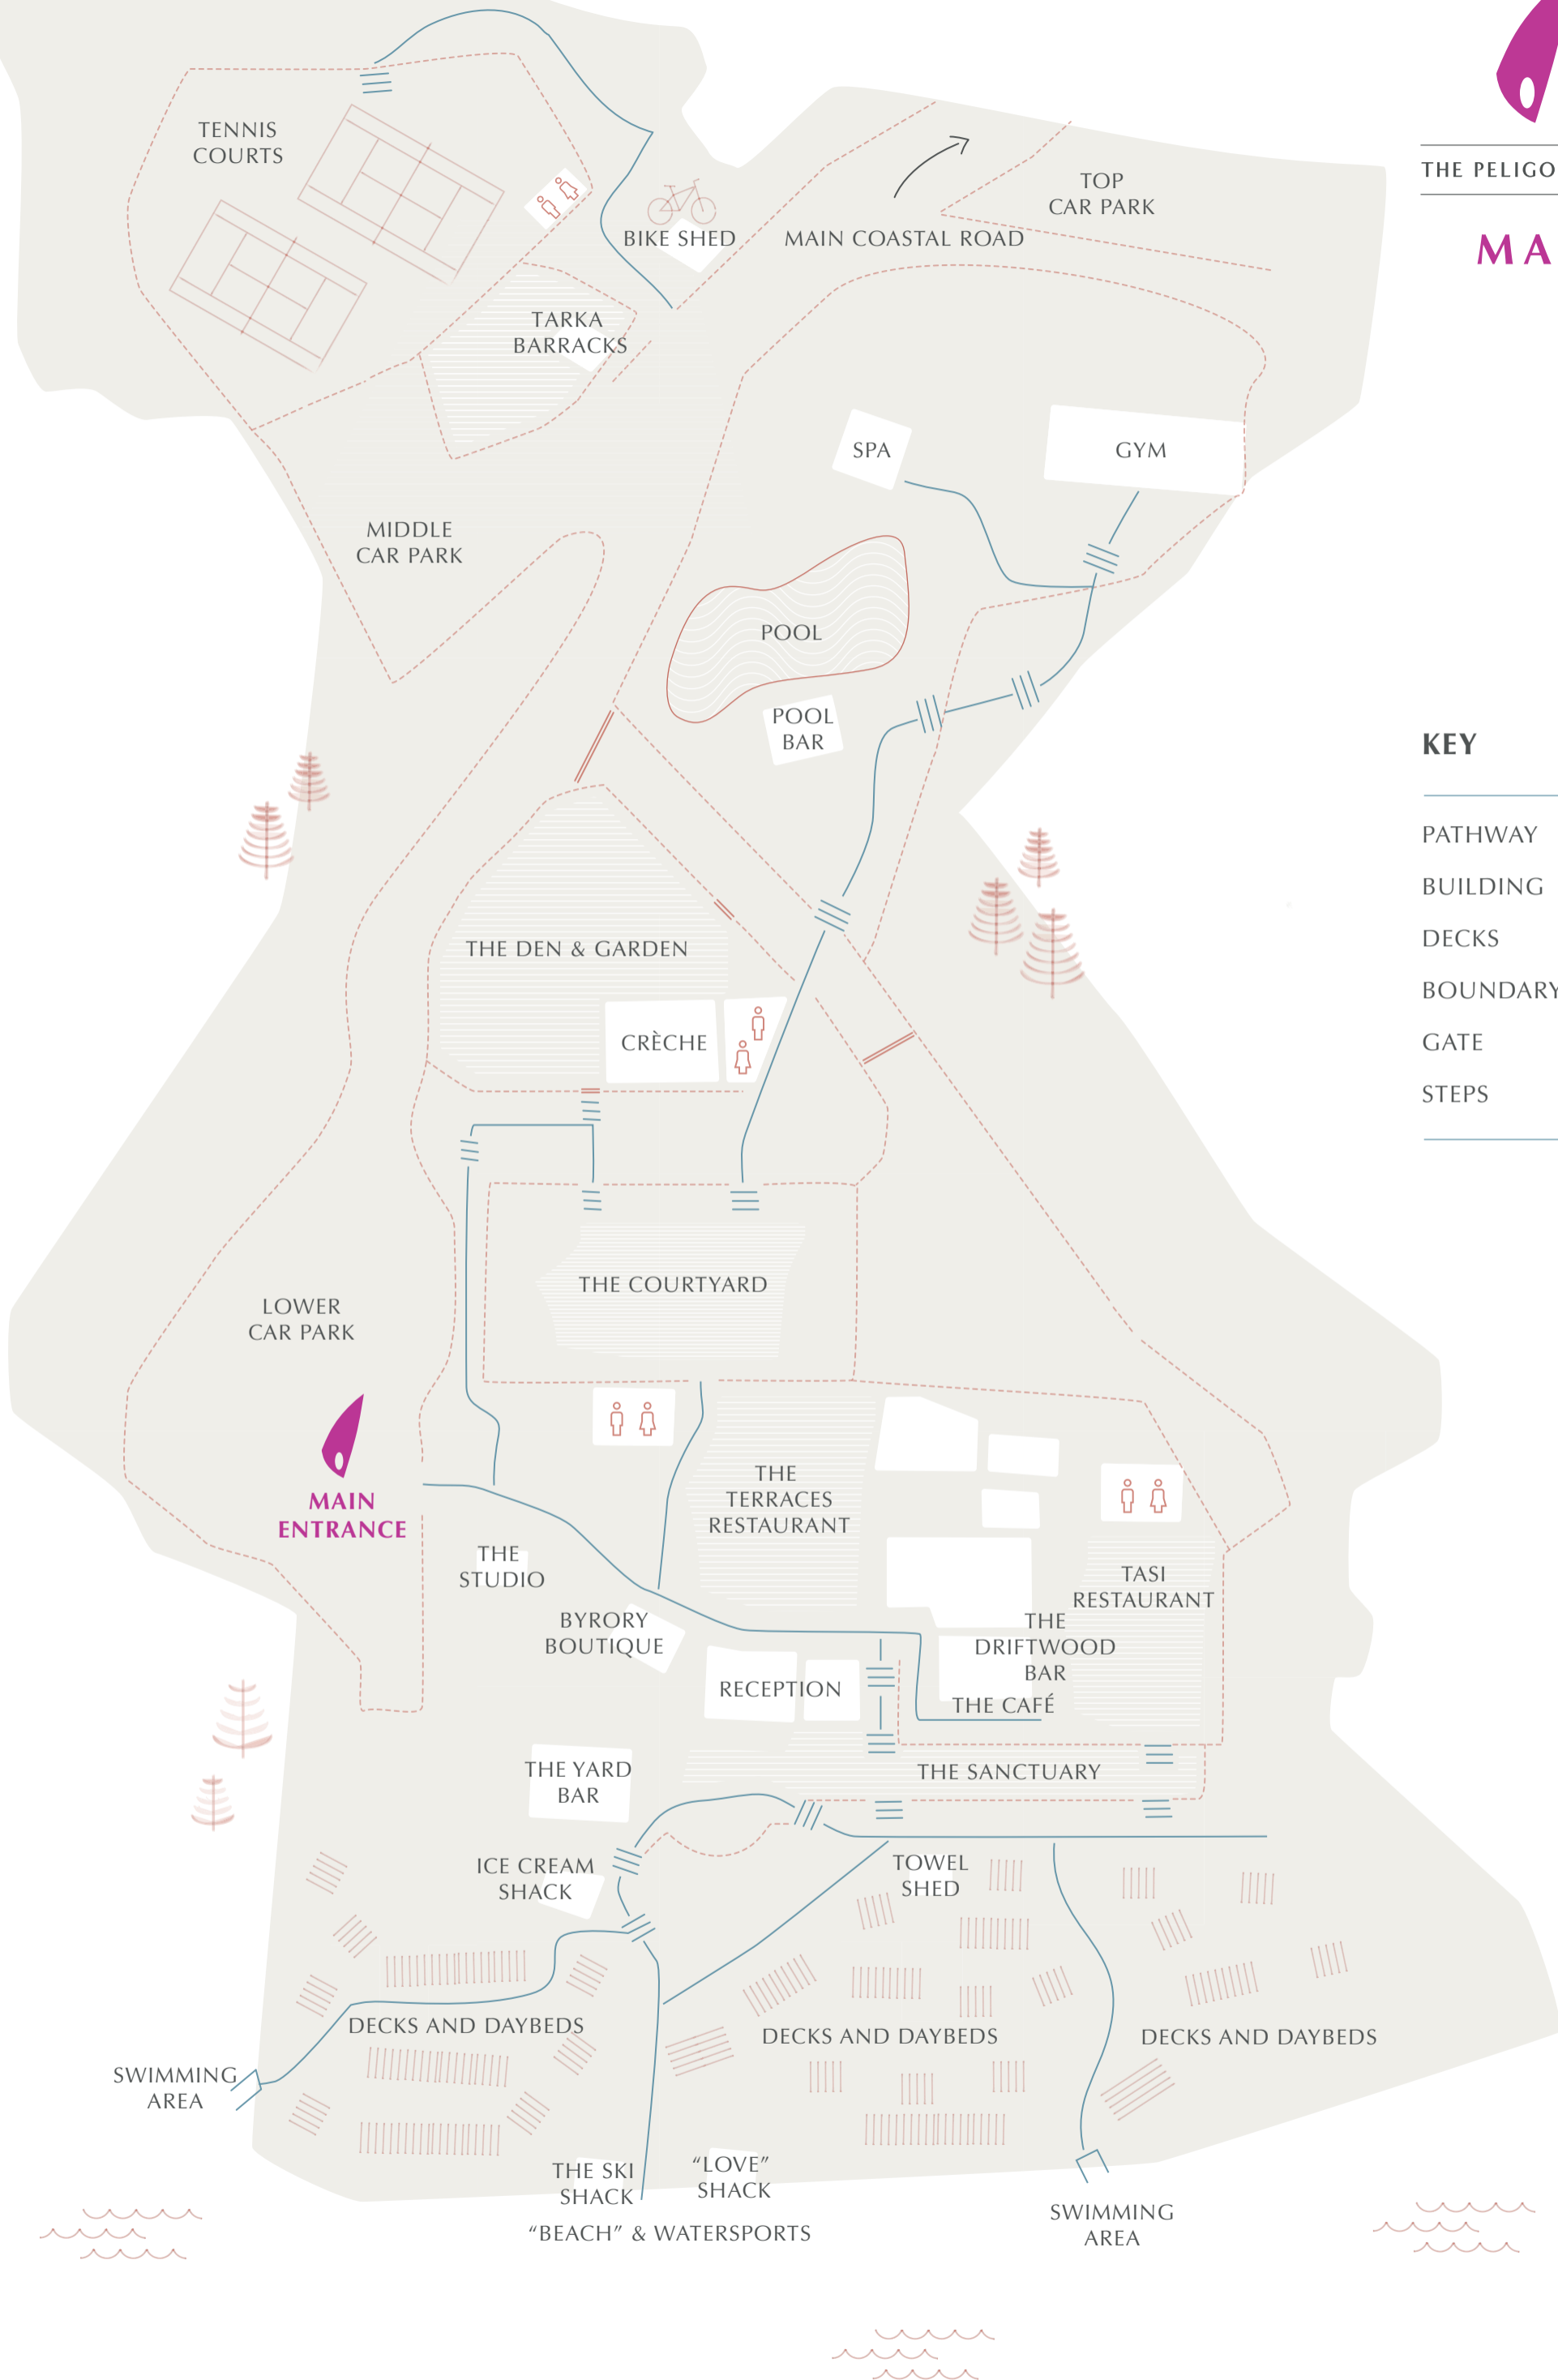 TENNIS
COURTS
BIKE SHED
MAIN COASTAL ROAD
TOP
CAR PARK
THE PELIGO
MA
TARKA
BARRACKS
SPA
GYM
MIDDLE
CAR PARK
POOL
POOL
BAR
KEY
PATHWAY
BUILDING
DECKS
BOUNDARY
GATE
STEPS
THE DEN & GARDEN
CRÈCHE
THE COURTYARD
LOWER
CAR PARK
MAIN
ENTRANCE
THE
TERRACES
RESTAURANT
THE
STUDIO
TASI
RESTAURANT
BYRORY
BOUTIQUE
THE
DRIFTWOOD
BAR
RECEPTION
THE CAFÉ
THE YARD
BAR
THE SANCTUARY
ICE CREAM
SHACK
TOWEL
SHED
DECKS AND DAYBEDS
DECKS AND DAYBEDS
DECKS AND DAYBEDS
SWIMMING
AREA
THE SKI
SHACK
“LOVE”
SHACK
“BEACH” & WATERSPORTS
SWIMMING
AREA